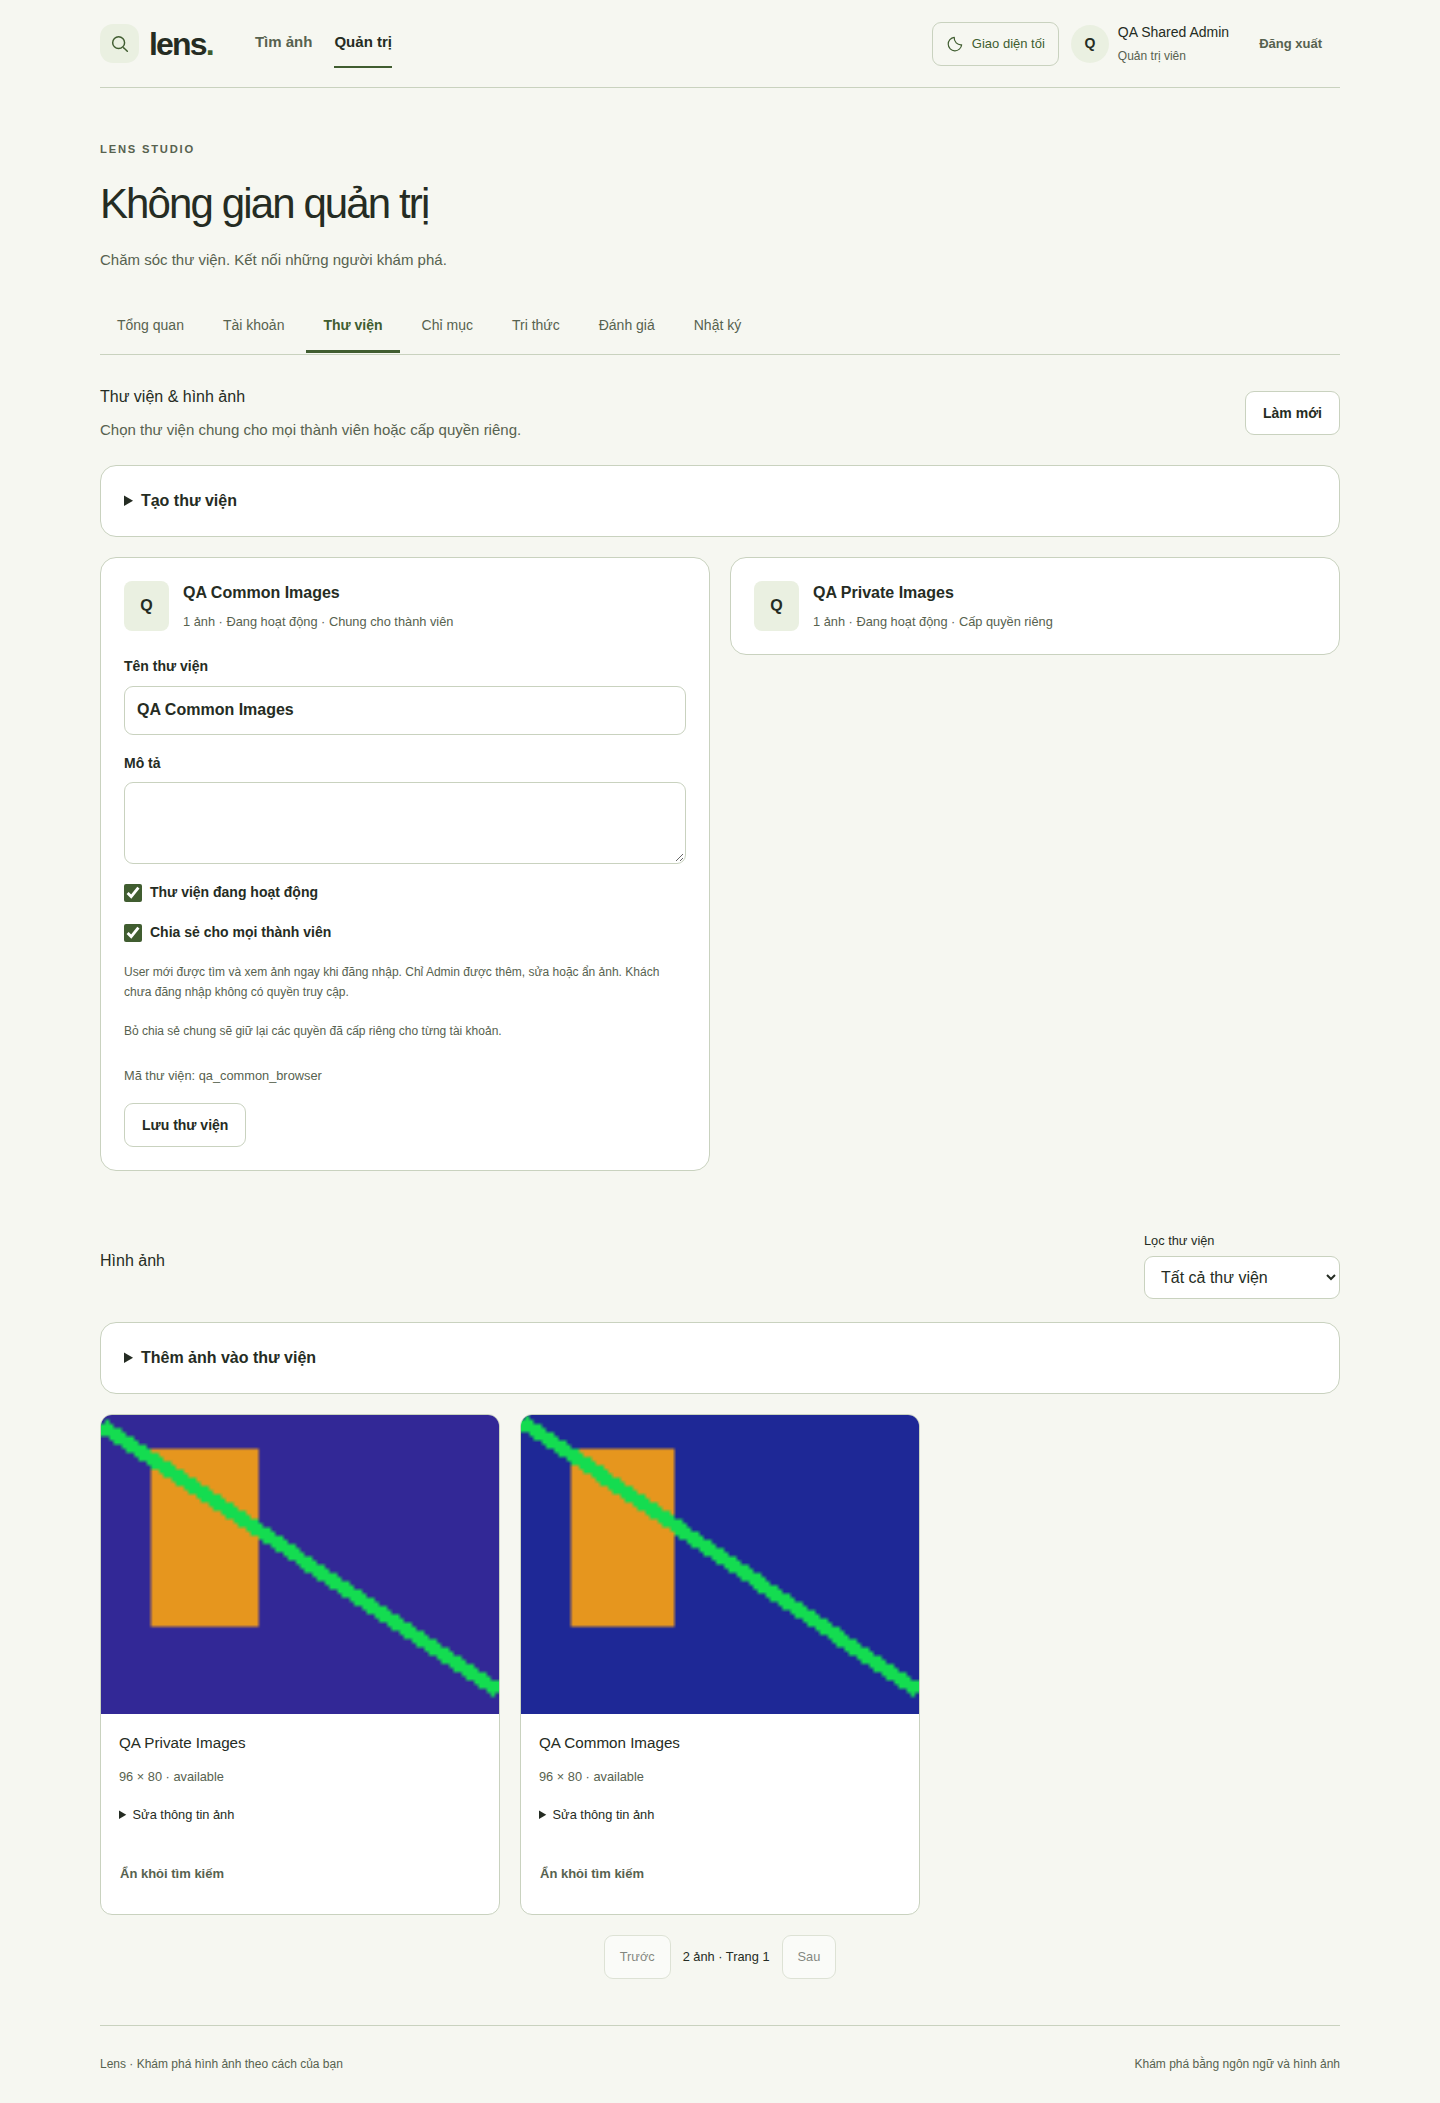 lens.
Tìm ảnh
Quản trị
Giao diện tối
Q
QA Shared Admin
Quản trị viên
Đăng xuất
LENS STUDIO
Không gian quản trị
Chăm sóc thư viện. Kết nối những người khám phá.
Tổng quan
Tài khoản
Thư viện
Chỉ mục
Tri thức
Đánh giá
Nhật ký
Thư viện & hình ảnh
Chọn thư viện chung cho mọi thành viên hoặc cấp quyền riêng.
Làm mới
Tạo thư viện
Q
QA Common Images
1 ảnh · Đang hoạt động · Chung cho thành viên
Tên thư viện
QA Common Images
Mô tả
Thư viện đang hoạt động
Chia sẻ cho mọi thành viên
User mới được tìm và xem ảnh ngay khi đăng nhập. Chỉ Admin được thêm, sửa hoặc ẩn ảnh. Khách
chưa đăng nhập không có quyền truy cập.
Bỏ chia sẻ chung sẽ giữ lại các quyền đã cấp riêng cho từng tài khoản.
Mã thư viện: qa_common_browser
Lưu thư viện
Q
QA Private Images
1 ảnh · Đang hoạt động · Cấp quyền riêng
Hình ảnh
Lọc thư viện
Tất cả thư viện
Thêm ảnh vào thư viện
QA Private Images
96 × 80 · available
Sửa thông tin ảnh
Ẩn khỏi tìm kiếm
QA Common Images
96 × 80 · available
Sửa thông tin ảnh
Ẩn khỏi tìm kiếm
Trước
2 ảnh · Trang 1
Sau
Lens · Khám phá hình ảnh theo cách của bạn
Khám phá bằng ngôn ngữ và hình ảnh